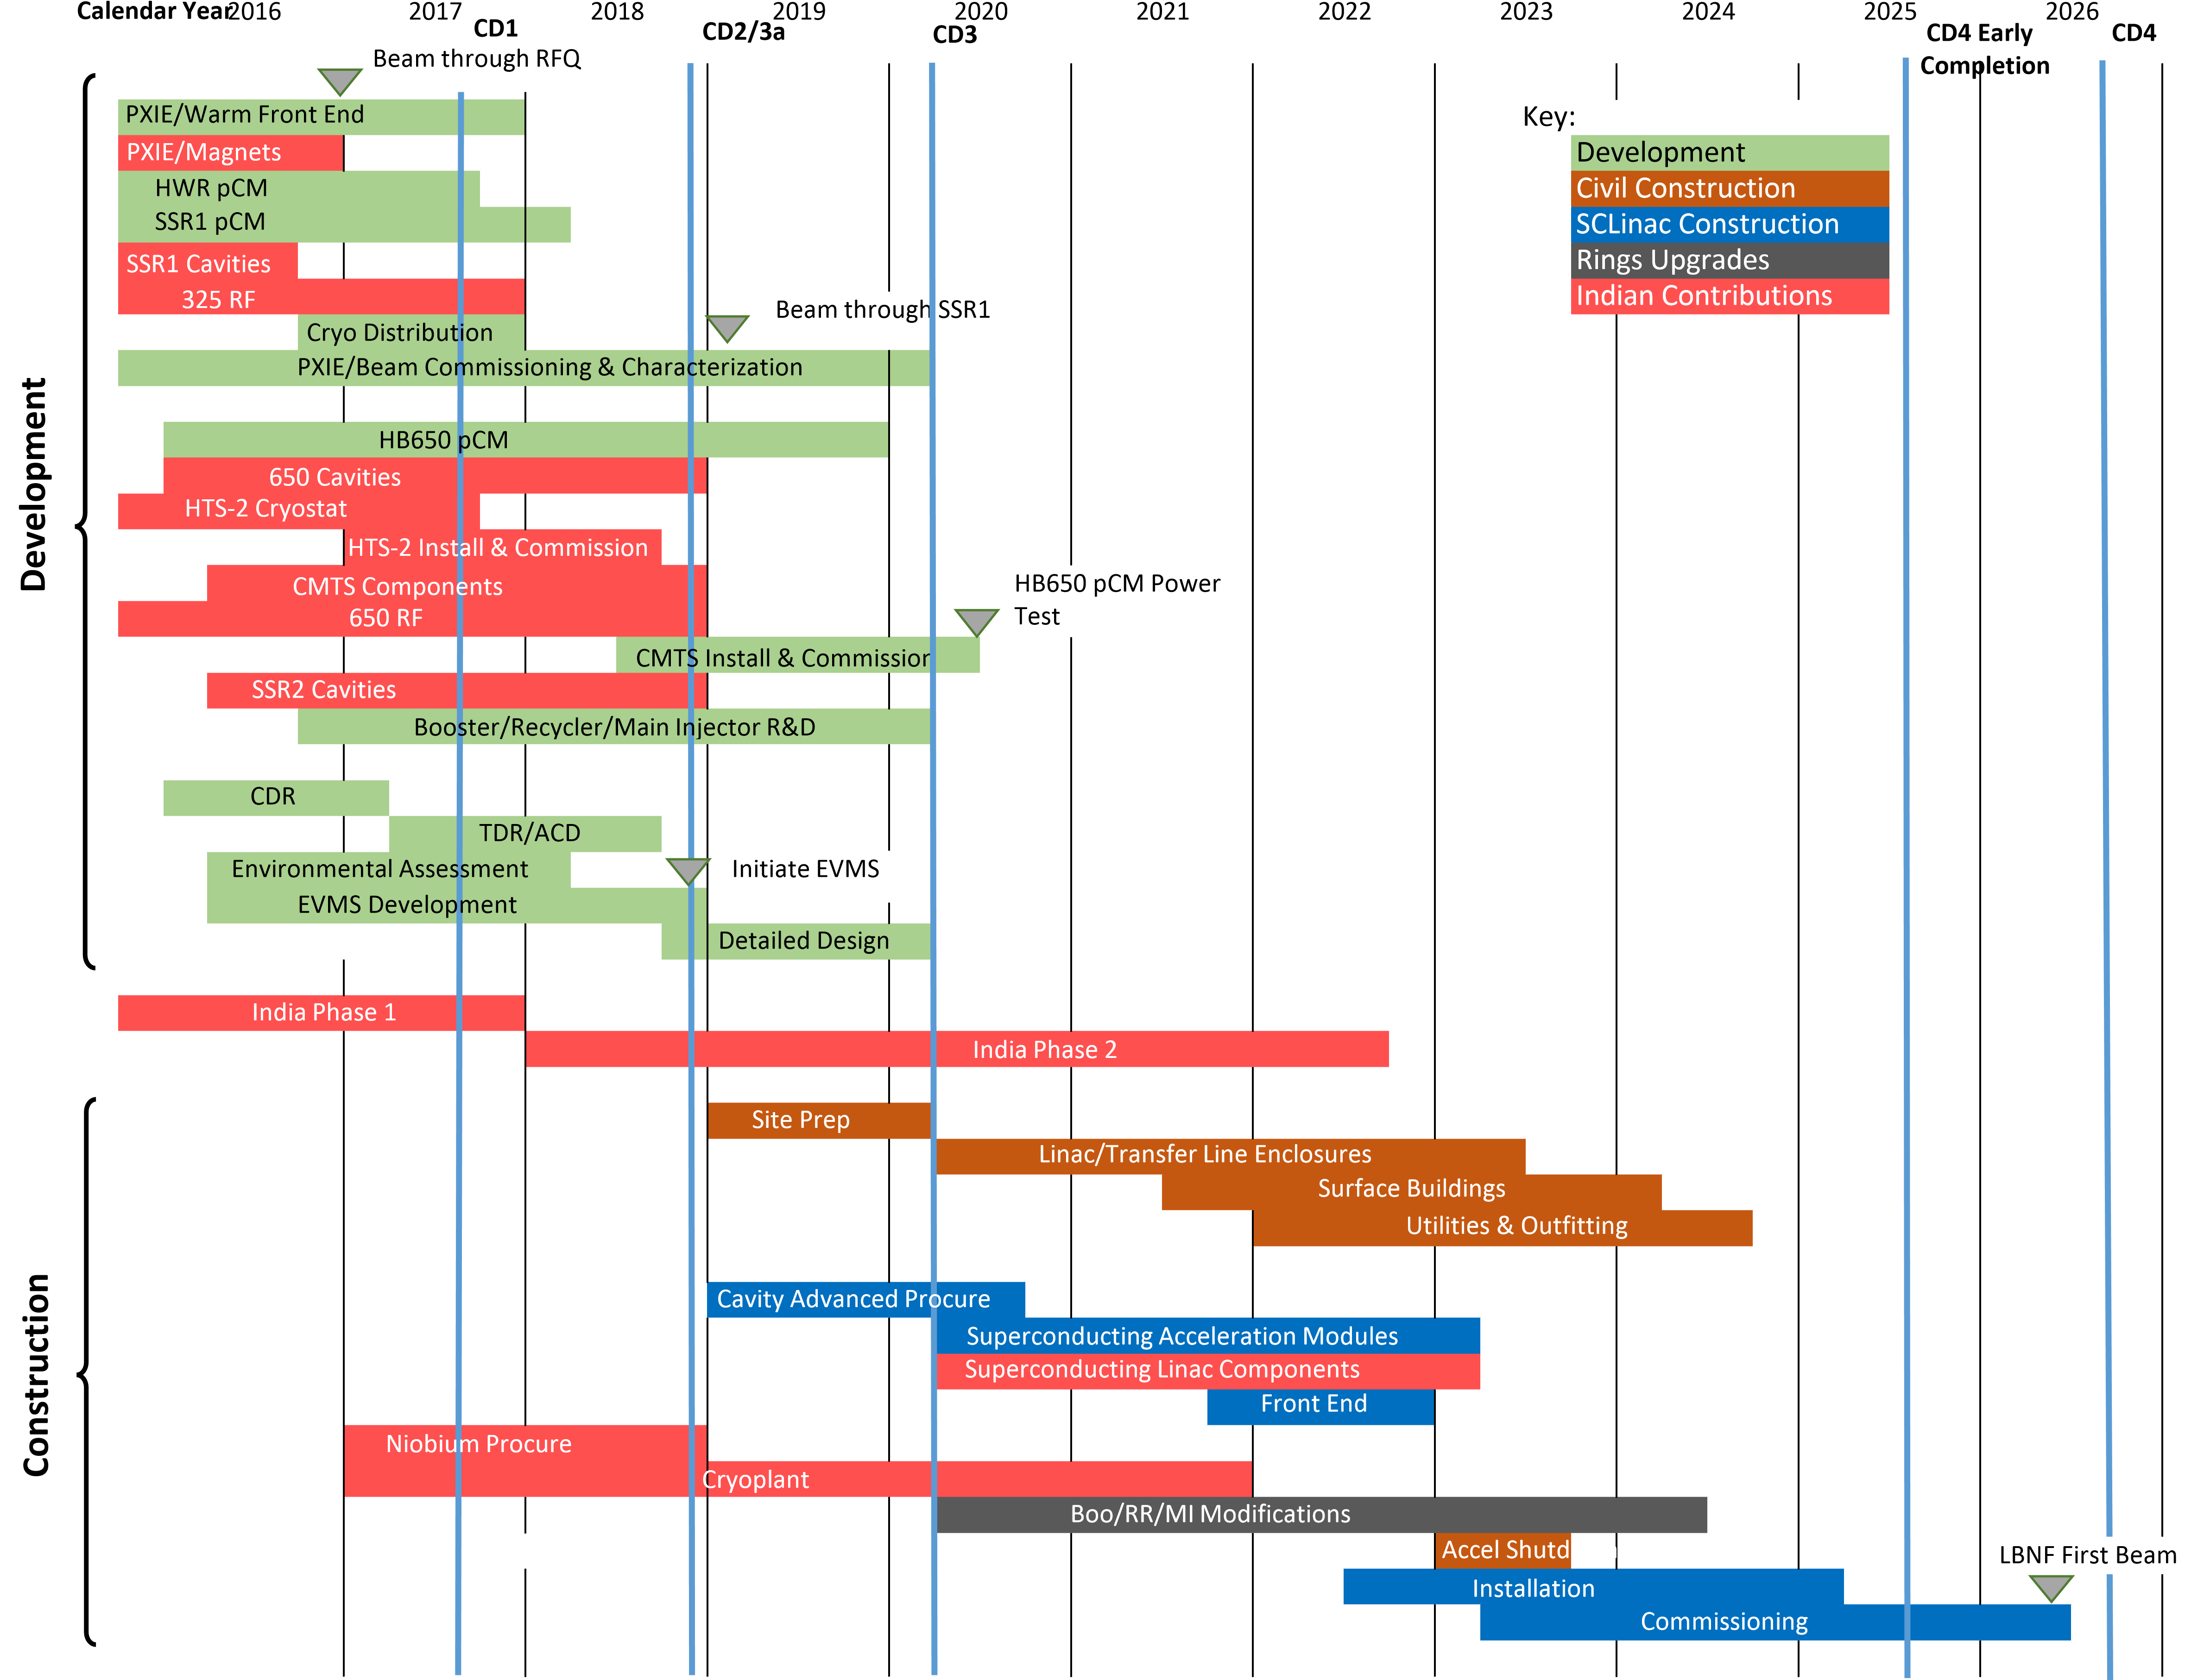 Calendar Year 2016 2017 2018 2019 2020 2021 2022 2023 2024 2025 2026
CD1 CD2/3a CD3 CD4 Early CD4
Completion
Beam through RFQ
Development
PXIE/Warm Front End
Key:
PXIE/Magnets
Development
HWR pCM
Civil Construction
SSR1 pCM
SCLinac Construction
SSR1 Cavities
Rings Upgrades
325 RF
Indian Contributions
Beam through SSR1
Cryo Distribution
PXIE/Beam Commissioning & Characterization
HB650 pCM
650 Cavities
HTS-2 Cryostat
HTS-2 Install & Commission
CMTS Components
HB650 pCM Power
Test
650 RF
CMTS Install & Commission
SSR2 Cavities
Booster/Recycler/Main Injector R&D
CDR
TDR/ACD
Environmental Assessment
Initiate EVMS
EVMS Development
Detailed Design
India Phase 1
India Phase 2
Construction
Site Prep
Linac/Transfer Line Enclosures
Surface Buildings
Utilities & Outfitting
Cavity Advanced Procure
Superconducting Acceleration Modules
Superconducting Linac Components
Front End
Niobium Procure
Cryoplant
Boo/RR/MI Modifications
Accel Shutd
LBNF First Beam
Installation
Commissioning